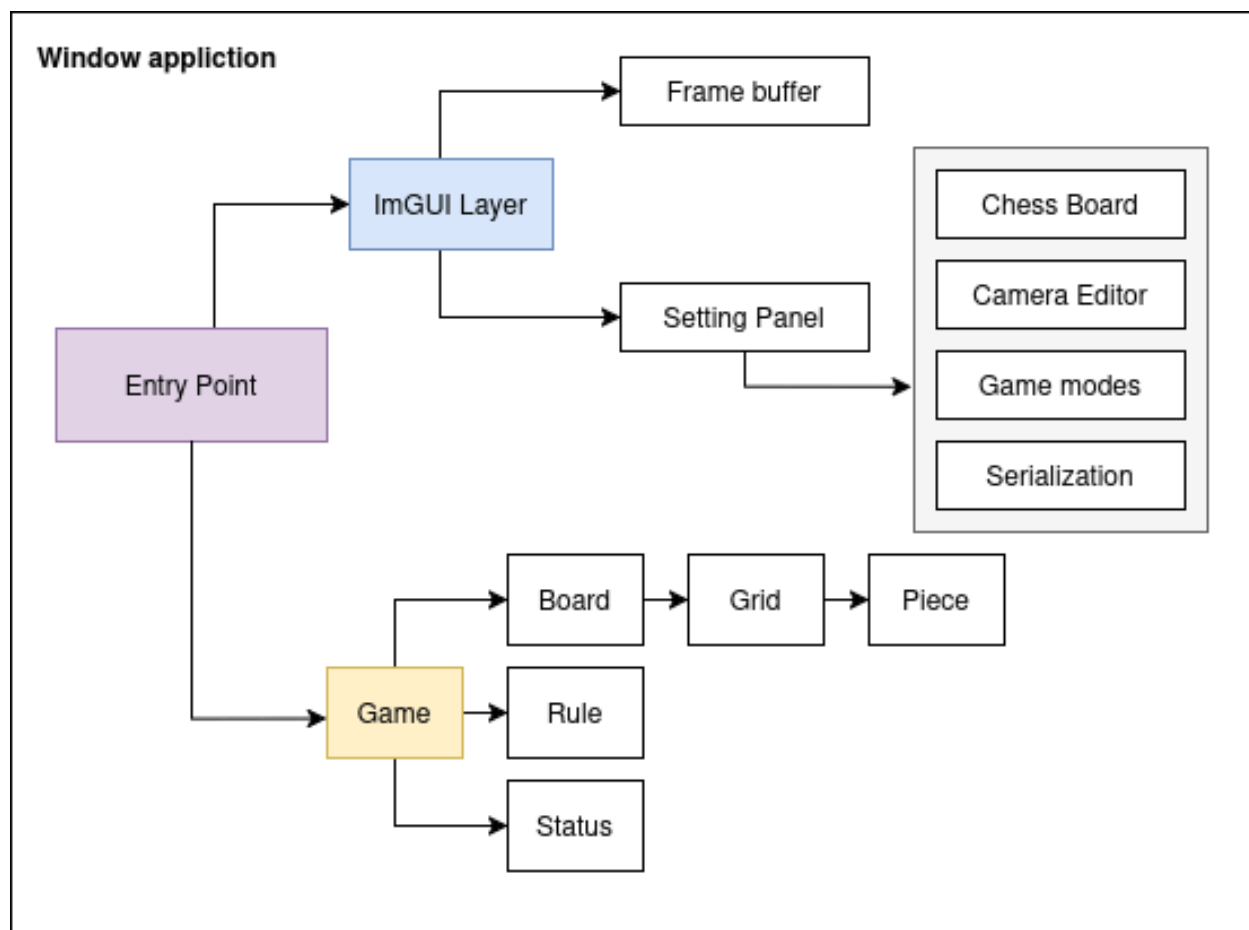 Window appliction
Frame buffer
ImGUI Layer
Chess Board
Camera Editor
Setting Panel
Entry Point
Game modes
Serialization
Board
Grid
Piece
Game
Rule
Status